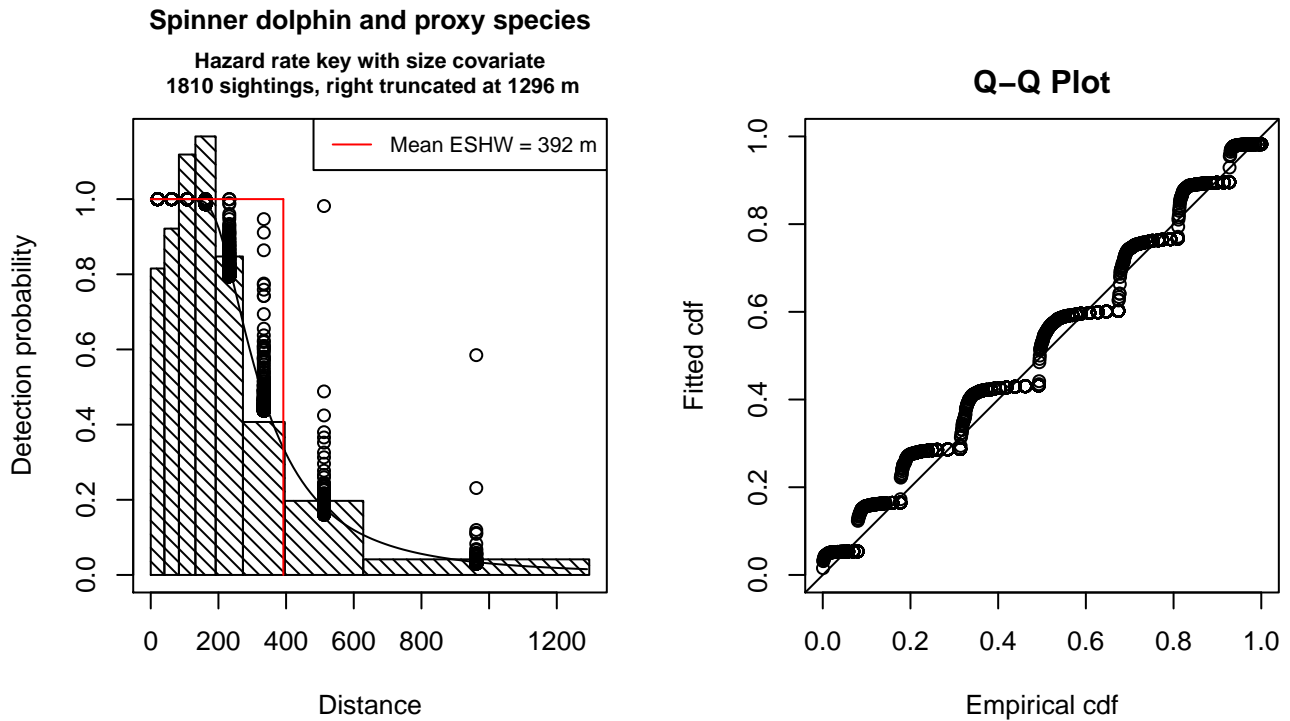 Spinner dolphin and proxy species
Hazard rate key with size covariate
1810 sightings, right truncated at 1296 m
Mean ESHW = 392 m
Detection probability
0.0 0.2 0.4 0.6 0.8 1.0
0 200 400 600 800 1200
Distance
Q−Q Plot
Fitted cdf
0.0 0.2 0.4 0.6 0.8 1.0
0.0 0.2 0.4 0.6 0.8 1.0
Empirical cdf